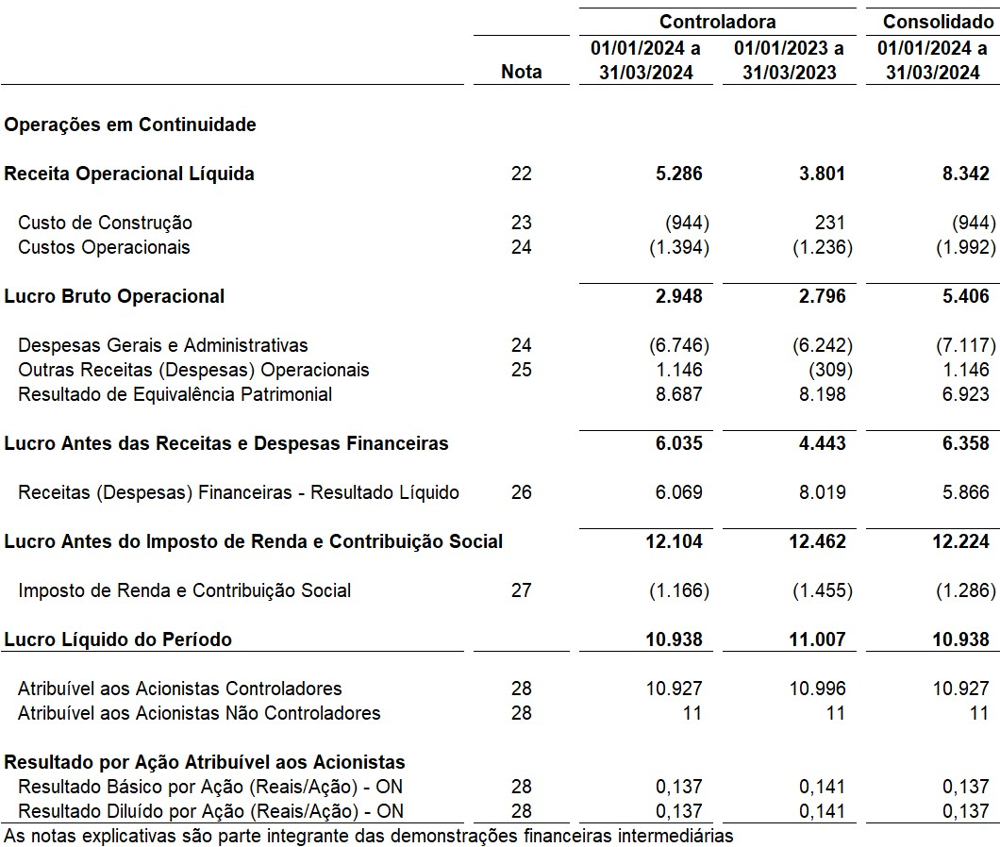 Controladora Consolidado
01/01/2024 a 01/01/2023 a 01/01/2024 a
Nota 31/03/2024 31/03/2023 31/03/2024
Operações em Continuidade
Receita Operacional Líquida 22 5.286 3.801 8.342
Custo de Construção 23 (944) 231 (944)
Custos Operacionais 24 (1.394) (1.236) (1.992)
Lucro Bruto Operacional 2.948 2.796 5.406
Despesas Gerais e Administrativas 24 (6.746) (6.242) (7.117)
Outras Receitas (Despesas) Operacionais 25 1.146 (309) 1.146
Resultado de Equivalência Patrimonial 8.687 8.198 6.923
Lucro Antes das Receitas e Despesas Financeiras 6.035 4.443 6.358
Receitas (Despesas) Financeiras - Resultado Líquido 26 6.069 8.019 5.866
Lucro Antes do Imposto de Renda e Contribuição Social 12.104 12.462 12.224
Imposto de Renda e Contribuição Social 27 (1.166) (1.455) (1.286)
Lucro Líquido do Período 10.938 11.007 10.938
Atribuível aos Acionistas Controladores 28 10.927 10.996 10.927
Atribuível aos Acionistas Não Controladores 28 11 11 11
Resultado por Ação Atribuível aos Acionistas
Resultado Básico por Ação (Reais/Ação) - ON 28 0,137 0,141 0,137
Resultado Diluído por Ação (Reais/Ação) - ON 28 0,137 0,141 0,137
As notas explicativas são parte integrante das demonstrações financeiras intermediárias